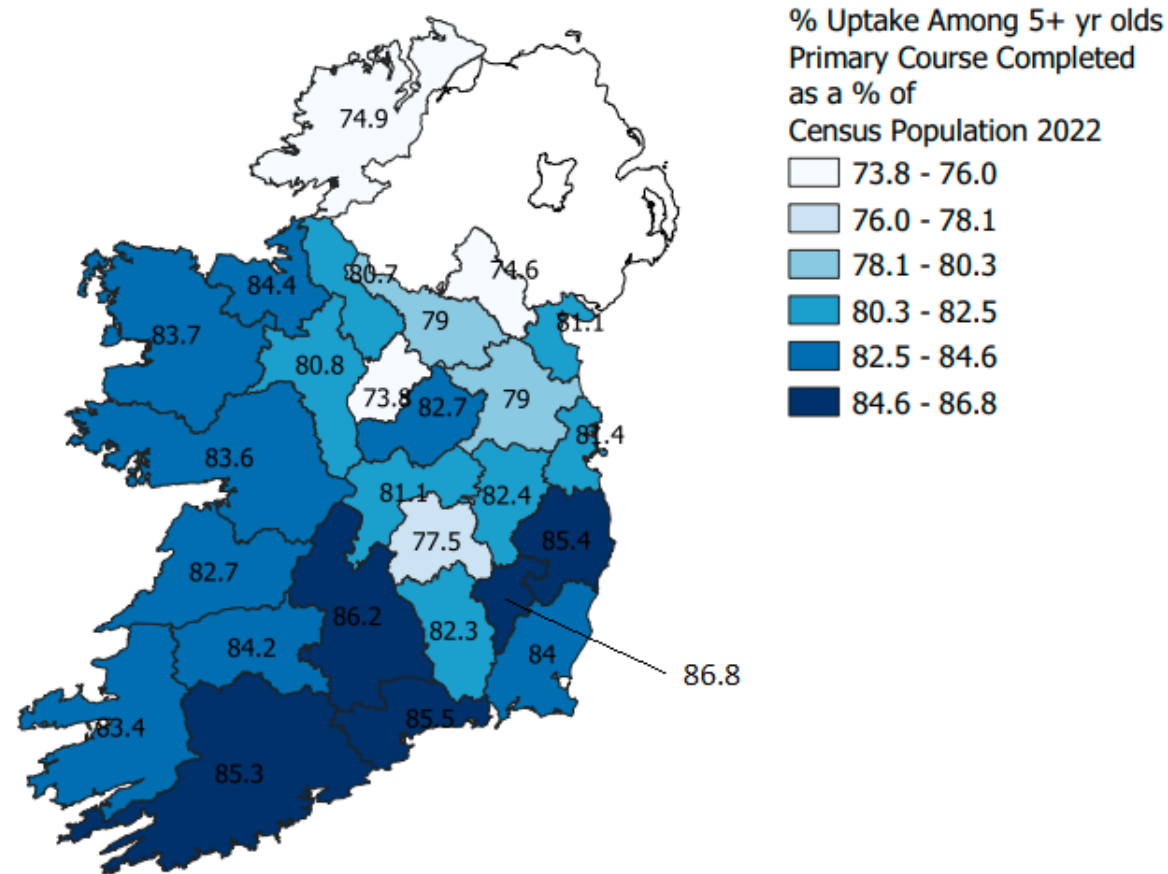 % Uptake Among 5+ yr olds
Primary Course Completed
as a % of
Census Population 2022
73.8 - 76.0
76.0 - 78.1
78.1 - 80.3
80.3 - 82.5
82.5 - 84.6
84.6 - 86.8
74.9
74.6
80.7
84.4
79
81.1
83.7
80.8
73.8
82.7
79
81.4
83.6
81.1
82.4
77.5
85.4
82.7
86.2
82.3
84.2
84
86.8
83.4
85.5
85.3